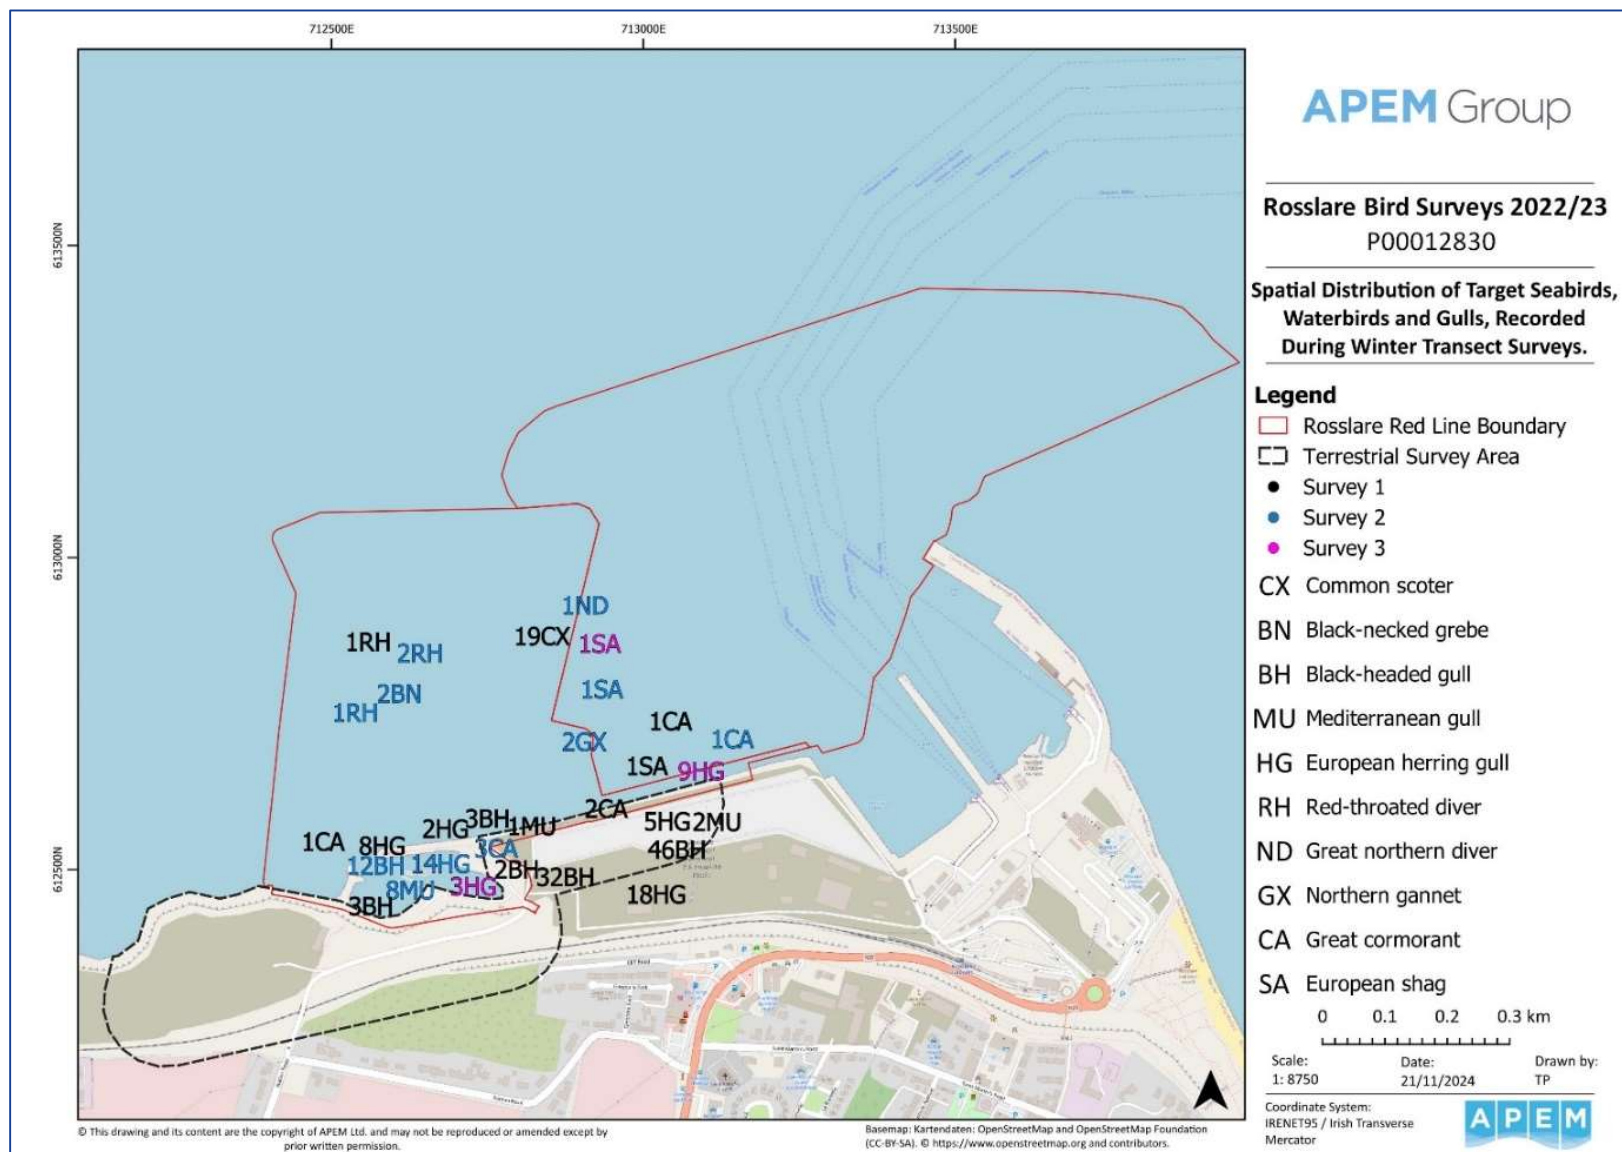 712500E
713000E
713500E
613500N
613000N
612500N
1ND
19CX
1SA
1RH
2RH
2BN
1SA
1RH
1CA
1CA
2GX
1SA
9HG
2CA
3BH
2HG
1MU
5HG
2MU
1CA
8HG
3CA
46BH
12BH
14HG
2BH
32BH
8MU
3HG
18HG
3BH
APEM Group
Rosslare Bird Surveys 2022/23
P00012830
Spatial Distribution of Target Seabirds,
Waterbirds and Gulls, Recorded
During Winter Transect Surveys.
Legend
Rosslare Red Line Boundary
Terrestrial Survey Area
Survey 1
Survey 2
Survey 3
CX Common scoter
BN Black-necked grebe
BH Black-headed gull
MU Mediterranean gull
HG European herring gull
RH Red-throated diver
ND Great northern diver
GX Northern gannet
CA Great cormorant
SA European shag
0 0.1 0.2 0.3 km
Scale: Date: Drawn by:
1: 8750 21/11/2024 TP
Coordinate System:
IRENET95 / Irish Transverse
Mercator
APEM
© This drawing and its content are the copyright of APEM Ltd. and may not be reproduced or amended except by
prior written permission.
Basemap: Kartendaten: OpenStreetMap and OpenStreetMap Foundation
(CC-BY-SA). © https://www.openstreetmap.org and contributors.